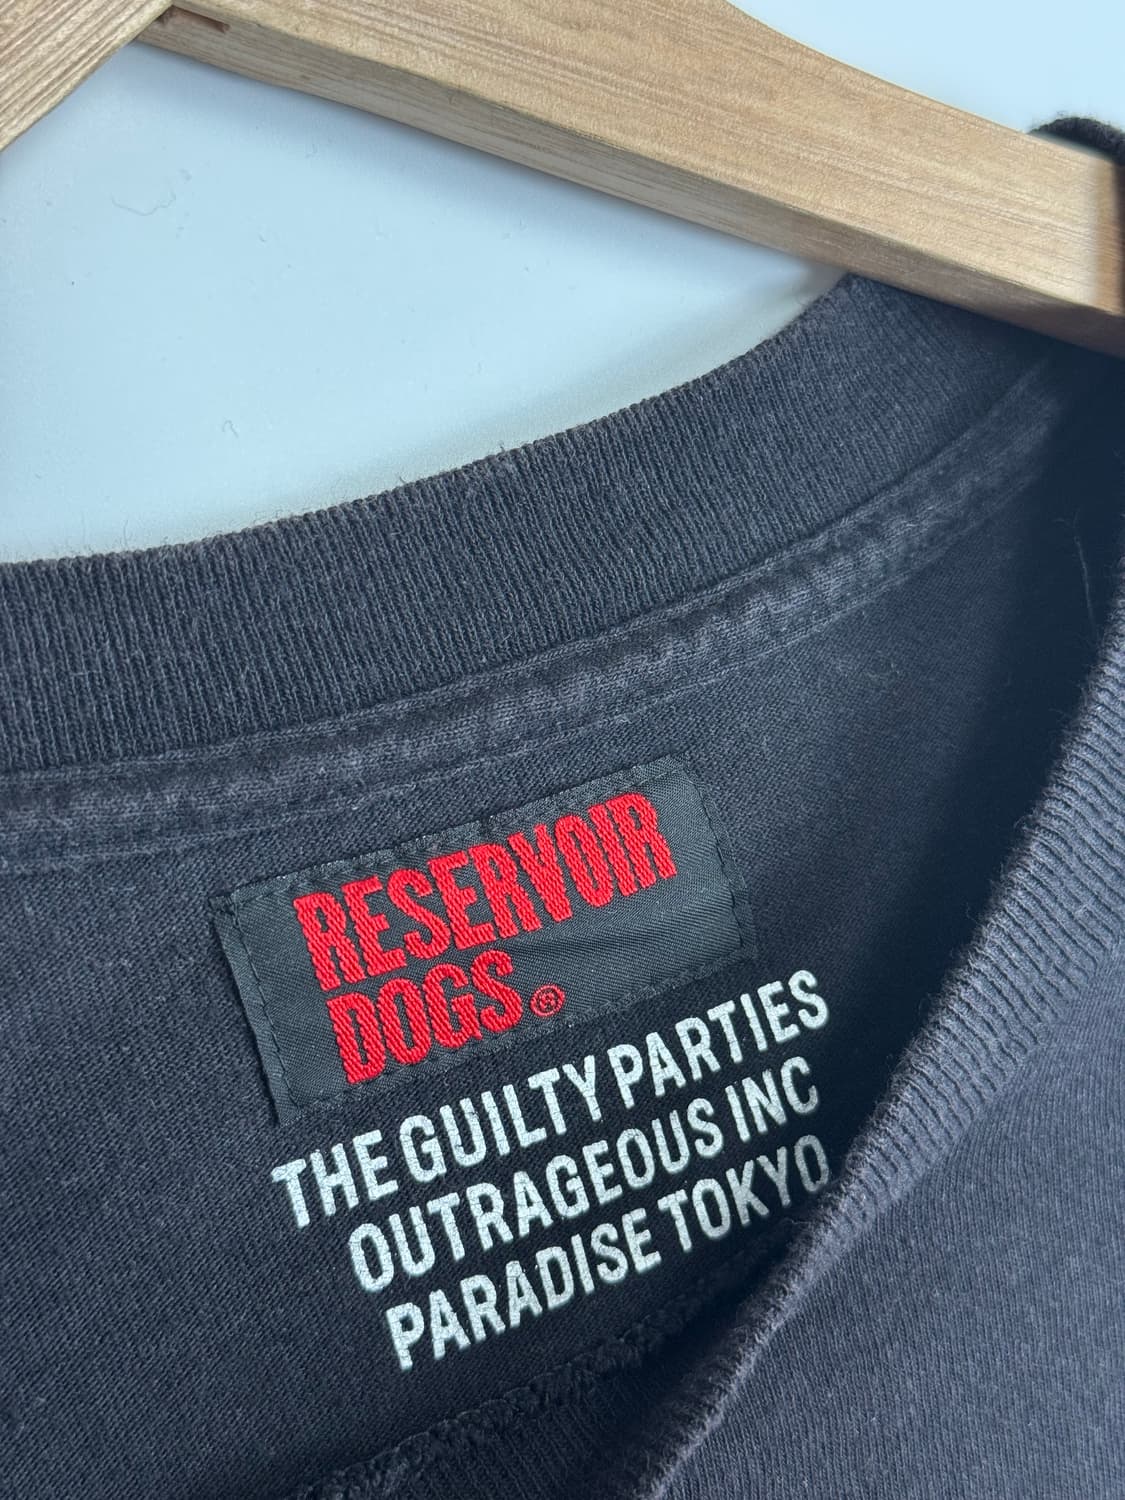 RESERVOIR
DOGS®
THE GUILTY PARTIES
OUTRAGEOUS INC
PARADISE TOKYO